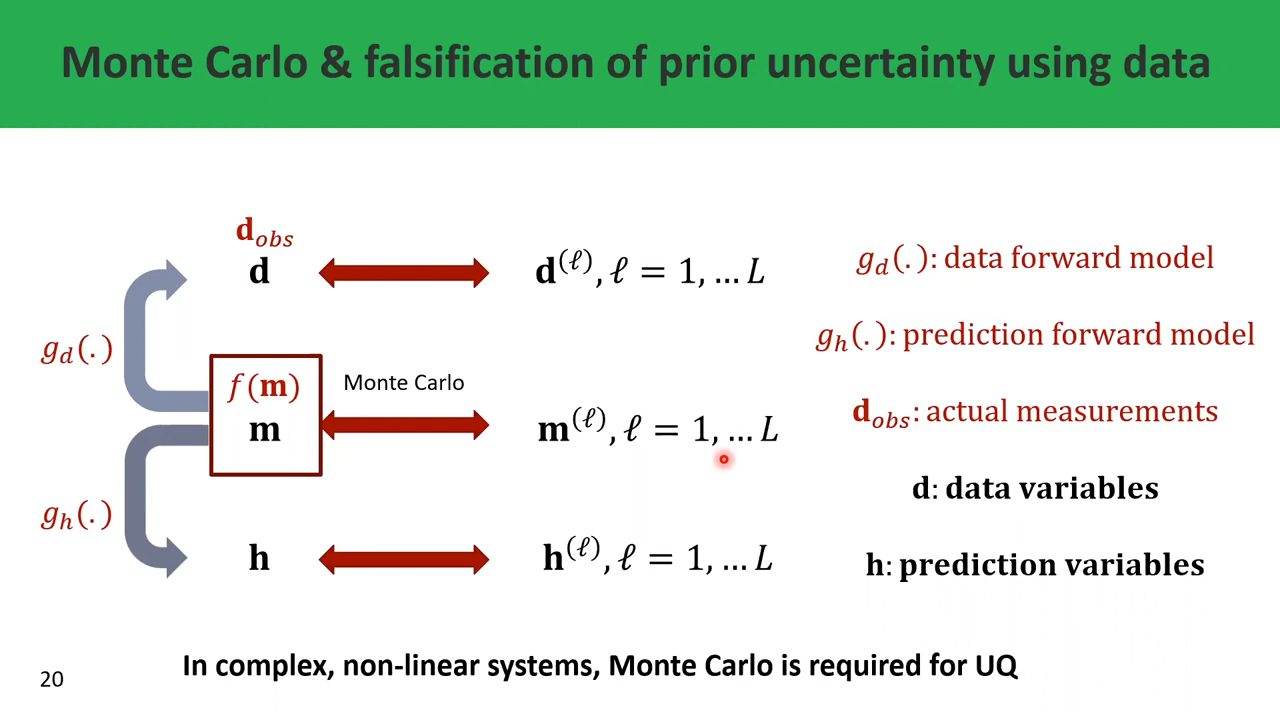 Monte Carlo & falsification of prior uncertainty using data
𝐝_obs
𝐝
𝐝^(ℓ), ℓ = 1, … L
g_d(.): data forward model
g_d(.)
g_h(.): prediction forward model
f(𝐦)
Monte Carlo
𝐦
𝐦^(ℓ), ℓ = 1, … L
𝐝_obs: actual measurements
g_h(.)
𝐝: data variables
𝐡
𝐡^(ℓ), ℓ = 1, … L
𝐡: prediction variables
In complex, non-linear systems, Monte Carlo is required for UQ
20